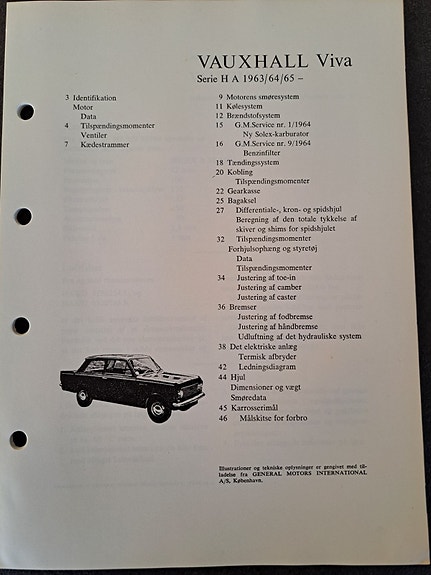 VAUXHALL Viva
Serie H A 1963/64/65 –
3 Identifikation
Motor
Data
4 Tilspændingsmomenter
Ventiler
7 Kædestrammer
9 Motorens smøresystem
11 Kølesystem
12 Brændstofsystem
15 G.M.Service nr. 1/1964
Ny Solex-karburator
16 G.M.Service nr. 9/1964
Benzinfilter
18 Tændingssystem
20 Kobling
Tilspændingsmomenter
22 Gearkasse
25 Bagaksel
27 Differentiale-, kron- og spidshjul
Beregning af den totale tykkelse af
skiver og shims for spidshjulet
32 Tilspændingsmomenter
Forhjulsophæng og styretøj
Data
Tilspændingsmomenter
34 Justering af toe-in
Justering af camber
Justering af caster
36 Bremser
Justering af fodbremse
Justering af håndbremse
Udluftning af det hydrauliske system
38 Det elektriske anlæg
Termisk afbryder
42 Ledningsdiagram
44 Hjul
Dimensioner og vægt
Smøredata
45 Karrosserimål
46 Målskitse for forbro
Illustrationer og tekniske oplysninger er gengivet med til-
ladelse fra GENERAL MOTORS INTERNATIONAL
A/S, København.